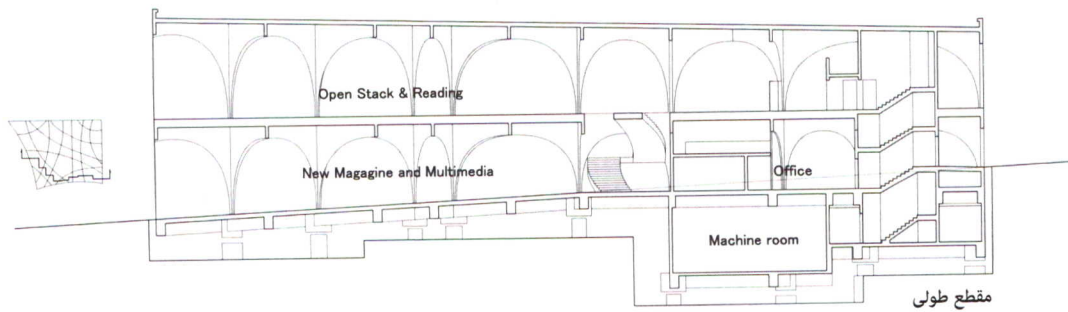 Open Stack & Reading
New Magagine and Multimedia
Office
Machine room
مقطع طولی